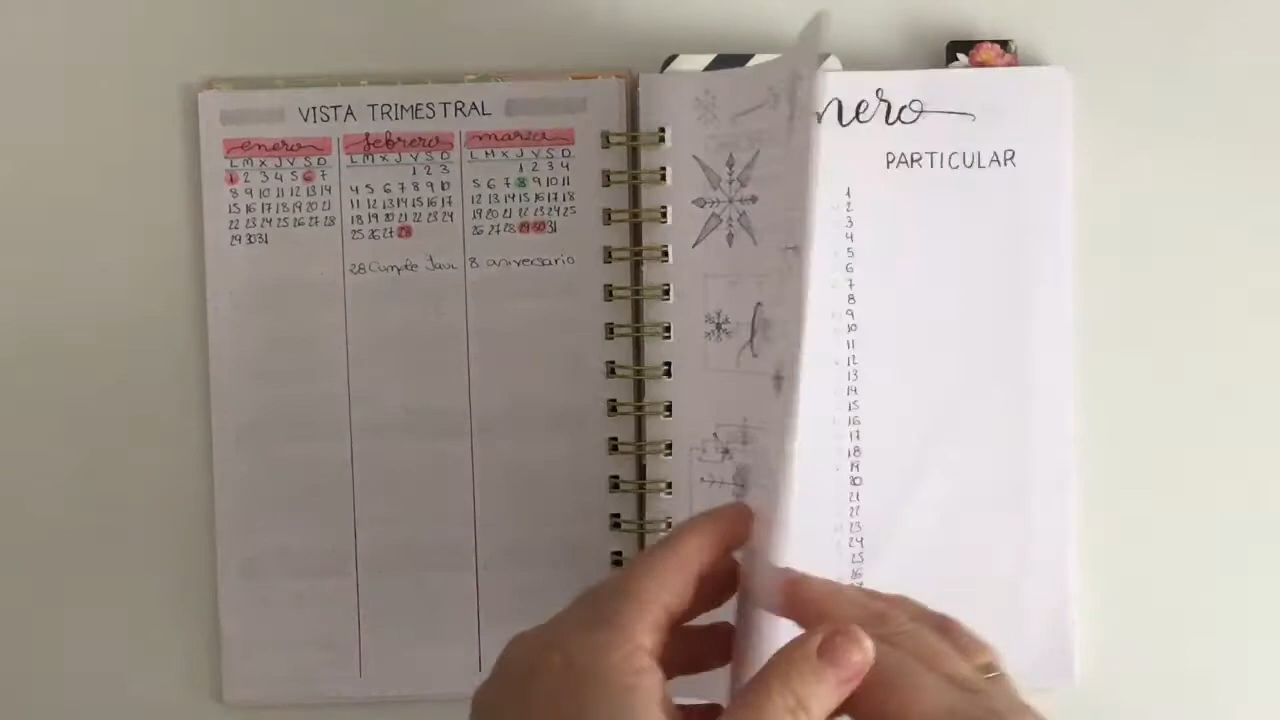 VISTA TRIMESTRAL
enero
L M X J V S D
1 2 3 4 5 6 7
8 9 10 11 12 13 14
15 16 17 18 19 20 21
22 23 24 25 26 27 28
29 30 31
febrero
L M X J V S D
1 2 3
4 5 6 7 8 9 10
11 12 13 14 15 16 17
18 19 20 21 22 23 24
25 26 27 28
28 Cumple Javi
marzo
L M X J V S D
1 2 3 4
5 6 7 8 9 10 11
12 13 14 15 16 17 18
19 20 21 22 23 24 25
26 27 28 29 30 31
8 aniversario
nero
PARTICULAR
1
2
3
4
5
6
7
8
9
10
11
12
13
14
15
16
17
18
19
20
21
22
23
24
25
26